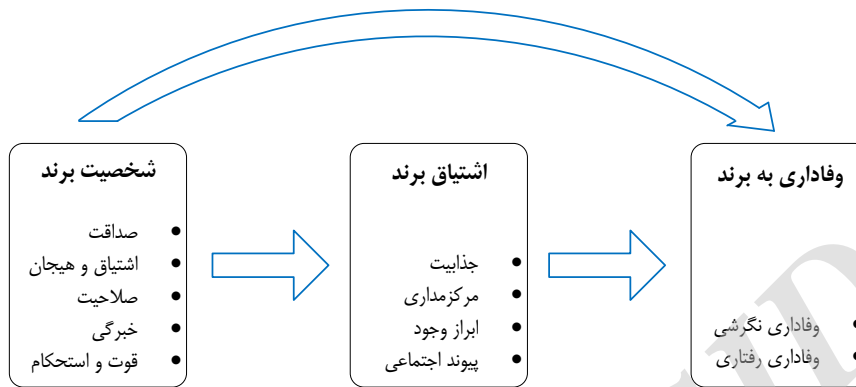 شخصیت برند
صداقت
اشتیاق و هیجان
صلاحیت
خبرگی
قوت و استحکام
اشتیاق برند
جذابیت
مرکزمداری
ابراز وجود
پیوند اجتماعی
وفاداری به برند
وفاداری نگرشی
وفاداری رفتاری